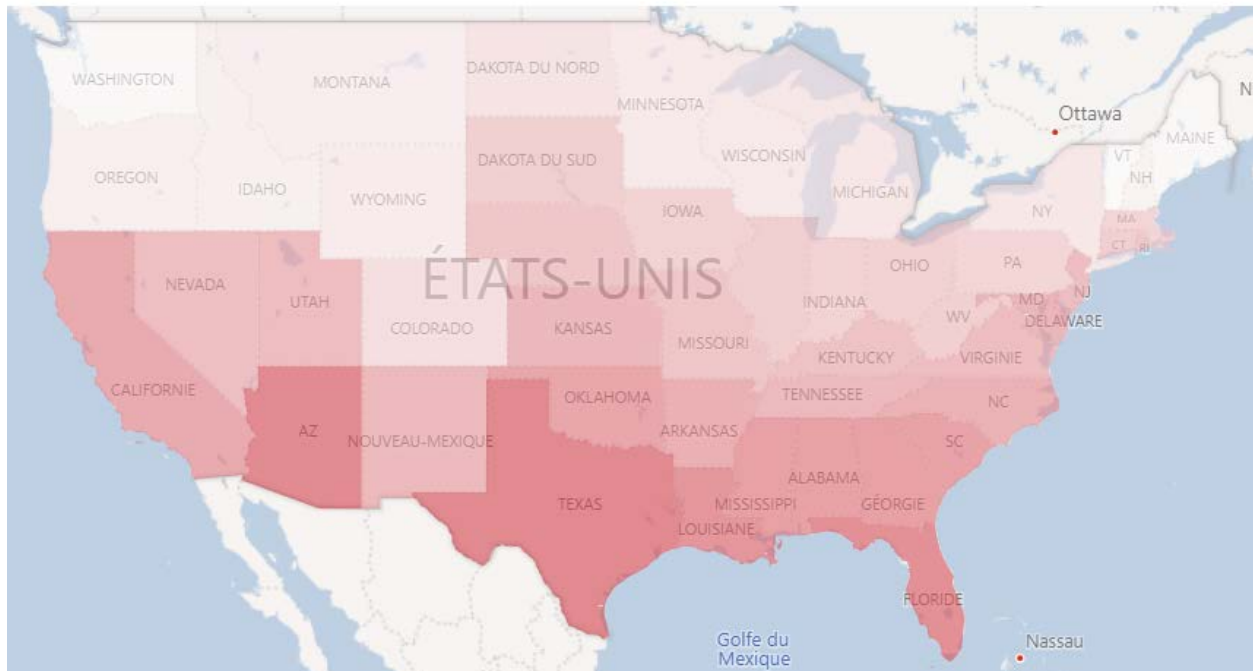 WASHINGTON
MONTANA
DAKOTA DU NORD
MINNESOTA
Ottawa
MAINE
VT
NH
OREGON
IDAHO
WYOMING
DAKOTA DU SUD
WISCONSIN
MICHIGAN
NY
MA
CT
RI
IOWA
ÉTATS-UNIS
NEVADA
UTAH
COLORADO
KANSAS
MISSOURI
INDIANA
OHIO
PA
NJ
MD
DELAWARE
WV
VIRGINIE
KENTUCKY
CALIFORNIE
AZ
NOUVEAU-MEXIQUE
OKLAHOMA
ARKANSAS
TENNESSEE
NC
SC
TEXAS
LOUISIANE
MISSISSIPPI
ALABAMA
GÉORGIE
FLORIDE
Golfe du
Mexique
Nassau